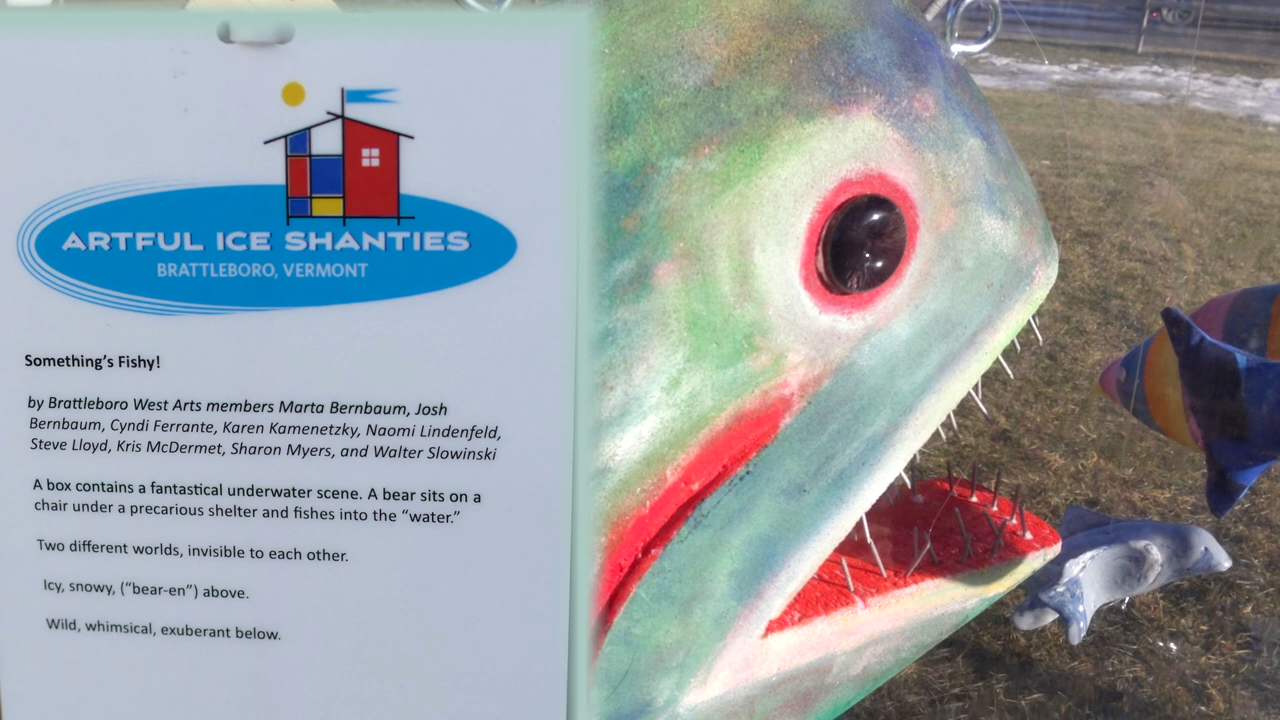 ARTFUL ICE SHANTIES
BRATTLEBORO, VERMONT
Something's Fishy!
by Brattleboro West Arts members Marta Bernbaum, Josh
Bernbaum, Cyndi Ferrante, Karen Kamenetzky, Naomi Lindenfeld,
Steve Lloyd, Kris McDermet, Sharon Myers, and Walter Slowinski
A box contains a fantastical underwater scene. A bear sits on a
chair under a precarious shelter and fishes into the “water.”
Two different worlds, invisible to each other.
Icy, snowy, (“bear-en”) above.
Wild, whimsical, exuberant below.